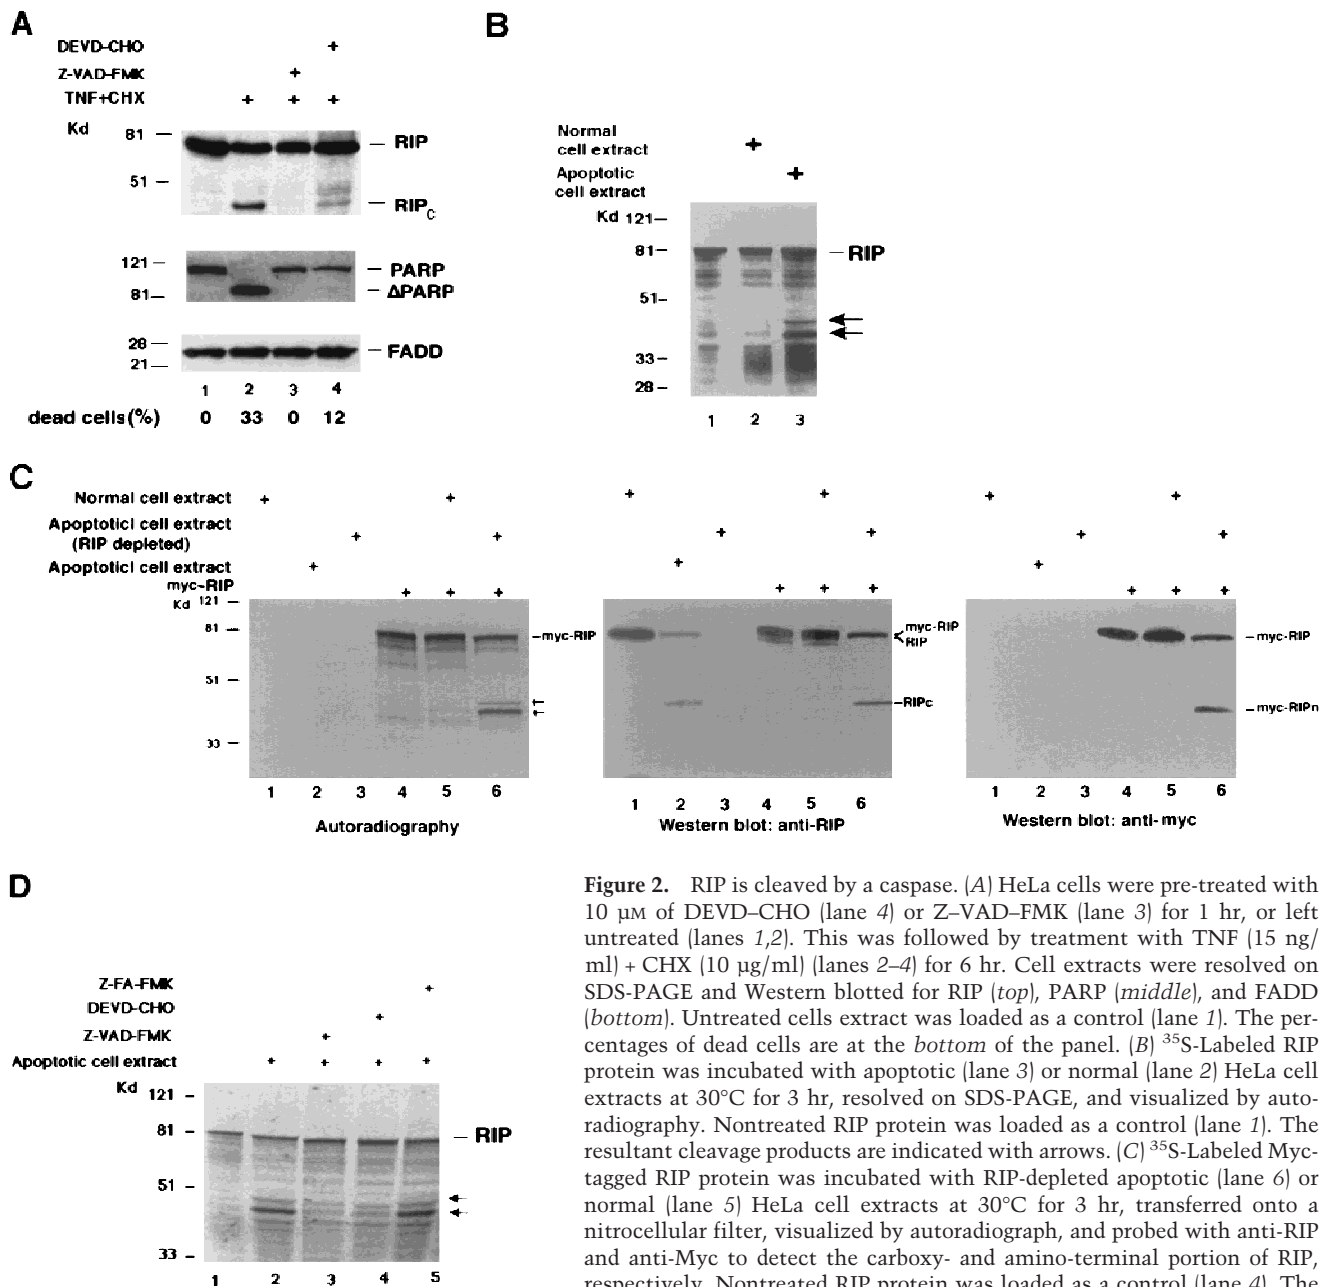 A
DEVD-CHO +
Z-VAD-FMK +
TNF+CHX + + +
Kd
81 — — RIP
51 —
— RIPC
121 — — PARP
81 — — ΔPARP
28 — — FADD
21 —
1 2 3 4
dead cells(%) 0 33 0 12
B
Normal
cell extract +
Apoptotic
cell extract +
Kd 121–
81– –RIP
51–
33–
28–
1 2 3
C
Normal cell extract + + + + + +
Apoptoticl cell extract
(RIP depleted) + + + + + +
Apoptoticl cell extract + + +
myc-RIP + + + + + + + + +
Kd 121 –
81 – –myc-RIP myc-RIP –myc-RIP
RIP
51 –
–RIPc –myc-RIPn
33 –
1 2 3 4 5 6 1 2 3 4 5 6 1 2 3 4 5 6
Autoradiography Western blot: anti-RIP Western blot: anti-myc
D
Z-FA-FMK +
DEVD-CHO +
Z-VAD-FMK +
Apoptotic cell extract + + + +
Kd
121 –
81 – – RIP
51 –
33 –
1 2 3 4 5
Figure 2. RIP is cleaved by a caspase. (A) HeLa cells were pre-treated with
10 µM of DEVD–CHO (lane 4) or Z–VAD–FMK (lane 3) for 1 hr, or left
untreated (lanes 1,2). This was followed by treatment with TNF (15 ng/
ml) + CHX (10 µg/ml) (lanes 2–4) for 6 hr. Cell extracts were resolved on
SDS-PAGE and Western blotted for RIP (top), PARP (middle), and FADD
(bottom). Untreated cells extract was loaded as a control (lane 1). The per-
centages of dead cells are at the bottom of the panel. (B) ³⁵S-Labeled RIP
protein was incubated with apoptotic (lane 3) or normal (lane 2) HeLa cell
extracts at 30°C for 3 hr, resolved on SDS-PAGE, and visualized by auto-
radiography. Nontreated RIP protein was loaded as a control (lane 1). The
resultant cleavage products are indicated with arrows. (C) ³⁵S-Labeled Myc-
tagged RIP protein was incubated with RIP-depleted apoptotic (lane 6) or
normal (lane 5) HeLa cell extracts at 30°C for 3 hr, transferred onto a
nitrocellular filter, visualized by autoradiograph, and probed with anti-RIP
and anti-Myc to detect the carboxy- and amino-terminal portion of RIP,
respectively. Nontreated RIP protein was loaded as a control (lane 4). The